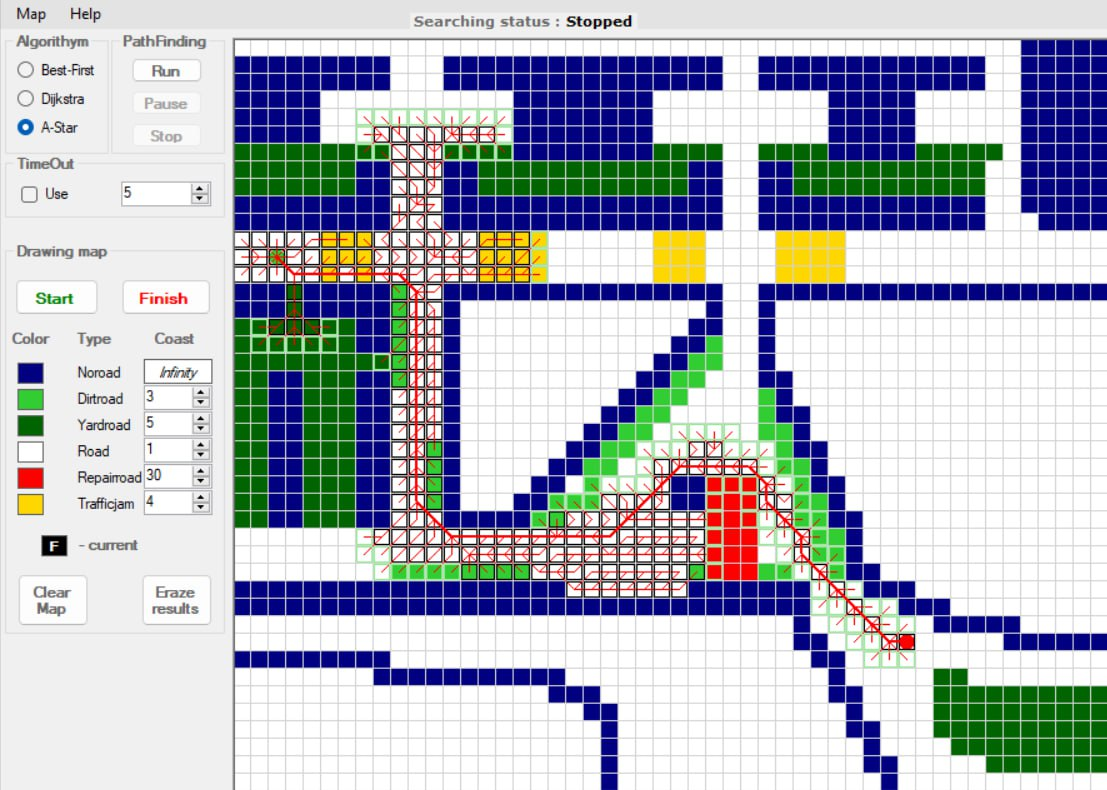 Map Help
Searching status : Stopped
Algorithym
PathFinding
Best-First
Dijkstra
A-Star
Run
Pause
Stop
TimeOut
Use
5
Drawing map
Start
Finish
Color Type Coast
Noroad Infinity
Dirtroad 3
Yardroad 5
Road 1
Repairroad 30
Trafficjam 4
F - current
Clear
Map
Eraze
results